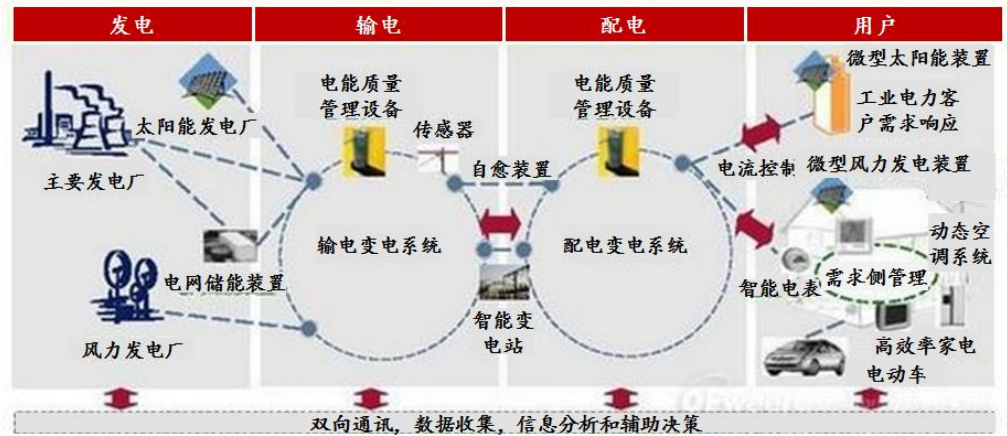 发电
输电
配电
用户
太阳能发电厂
主要发电厂
电网储能装置
风力发电厂
电能质量
管理设备
传感器
自愈装置
输电变电系统
智能变
电站
电能质量
管理设备
配电变电系统
微型太阳能装置
工业电力客
户需求响应
电流控制
微型风力发电装置
动态空
调系统
智能电表
需求侧管理
高效率家电
电动车
双向通讯，数据收集，信息分析和辅助决策